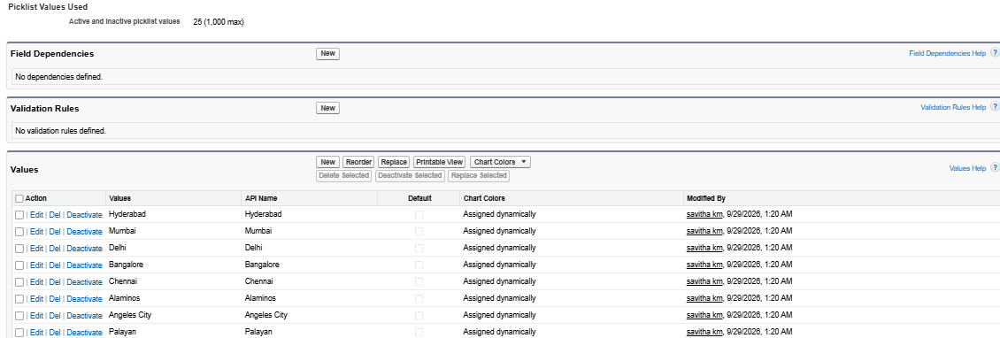 Picklist Values Used
Active and Inactive picklist values 25 (1,000 max)
Field Dependencies New Field Dependencies Help ?
No dependencies defined.
Validation Rules New Validation Rules Help ?
No validation rules defined.
Values New Reorder Replace Printable View Chart Colors ▼ Values Help ?
Delete Selected Deactivate Selected Replace Selected
Action Values API Name Default Chart Colors Modified By
| Edit | Del | Deactivate Hyderabad Hyderabad Assigned dynamically savitha km, 9/29/2026, 1:20 AM
| Edit | Del | Deactivate Mumbai Mumbai Assigned dynamically savitha km, 9/29/2026, 1:20 AM
| Edit | Del | Deactivate Delhi Delhi Assigned dynamically savitha km, 9/29/2026, 1:20 AM
| Edit | Del | Deactivate Bangalore Bangalore Assigned dynamically savitha km, 9/29/2026, 1:20 AM
| Edit | Del | Deactivate Chennai Chennai Assigned dynamically savitha km, 9/29/2026, 1:20 AM
| Edit | Del | Deactivate Alaminos Alaminos Assigned dynamically savitha km, 9/29/2026, 1:20 AM
| Edit | Del | Deactivate Angeles City Angeles City Assigned dynamically savitha km, 9/29/2026, 1:20 AM
| Edit | Del | Deactivate Palayan Palayan Assigned dynamically savitha km, 9/29/2026, 1:20 AM